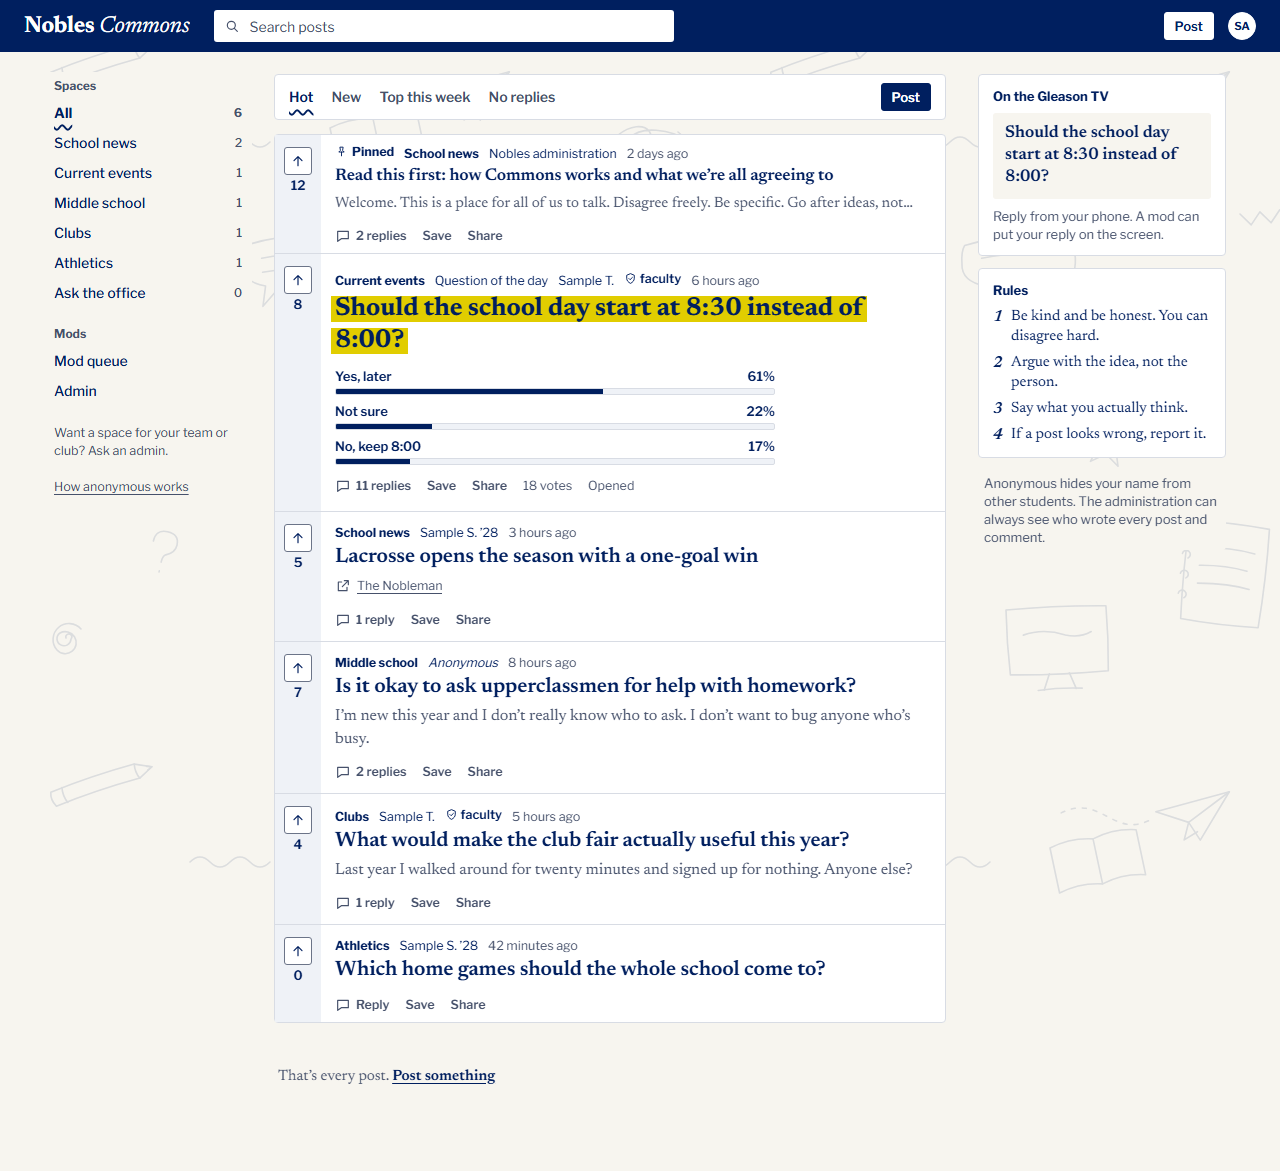 Nobles Commons
Search posts
Post
SA
Spaces
All 6
School news 2
Current events 1
Middle school 1
Clubs 1
Athletics 1
Ask the office 0
Mods
Mod queue
Admin
Want a space for your team or
club? Ask an admin.
How anonymous works
Hot New Top this week No replies Post
12
Pinned School news Nobles administration 2 days ago
Read this first: how Commons works and what we’re all agreeing to
Welcome. This is a place for all of us to talk. Disagree freely. Be specific. Go after ideas, not...
2 replies Save Share
8
Current events Question of the day Sample T. faculty 6 hours ago
Should the school day start at 8:30 instead of
8:00?
Yes, later 61%
Not sure 22%
No, keep 8:00 17%
11 replies Save Share 18 votes Opened
5
School news Sample S. ’28 3 hours ago
Lacrosse opens the season with a one-goal win
The Nobleman
1 reply Save Share
7
Middle school Anonymous 8 hours ago
Is it okay to ask upperclassmen for help with homework?
I’m new this year and I don’t really know who to ask. I don’t want to bug anyone who’s
busy.
2 replies Save Share
4
Clubs Sample T. faculty 5 hours ago
What would make the club fair actually useful this year?
Last year I walked around for twenty minutes and signed up for nothing. Anyone else?
1 reply Save Share
0
Athletics Sample S. ’28 42 minutes ago
Which home games should the whole school come to?
Reply Save Share
That’s every post. Post something
On the Gleason TV
Should the school day
start at 8:30 instead of
8:00?
Reply from your phone. A mod can
put your reply on the screen.
Rules
1 Be kind and be honest. You can
disagree hard.
2 Argue with the idea, not the
person.
3 Say what you actually think.
4 If a post looks wrong, report it.
Anonymous hides your name from
other students. The administration can
always see who wrote every post and
comment.